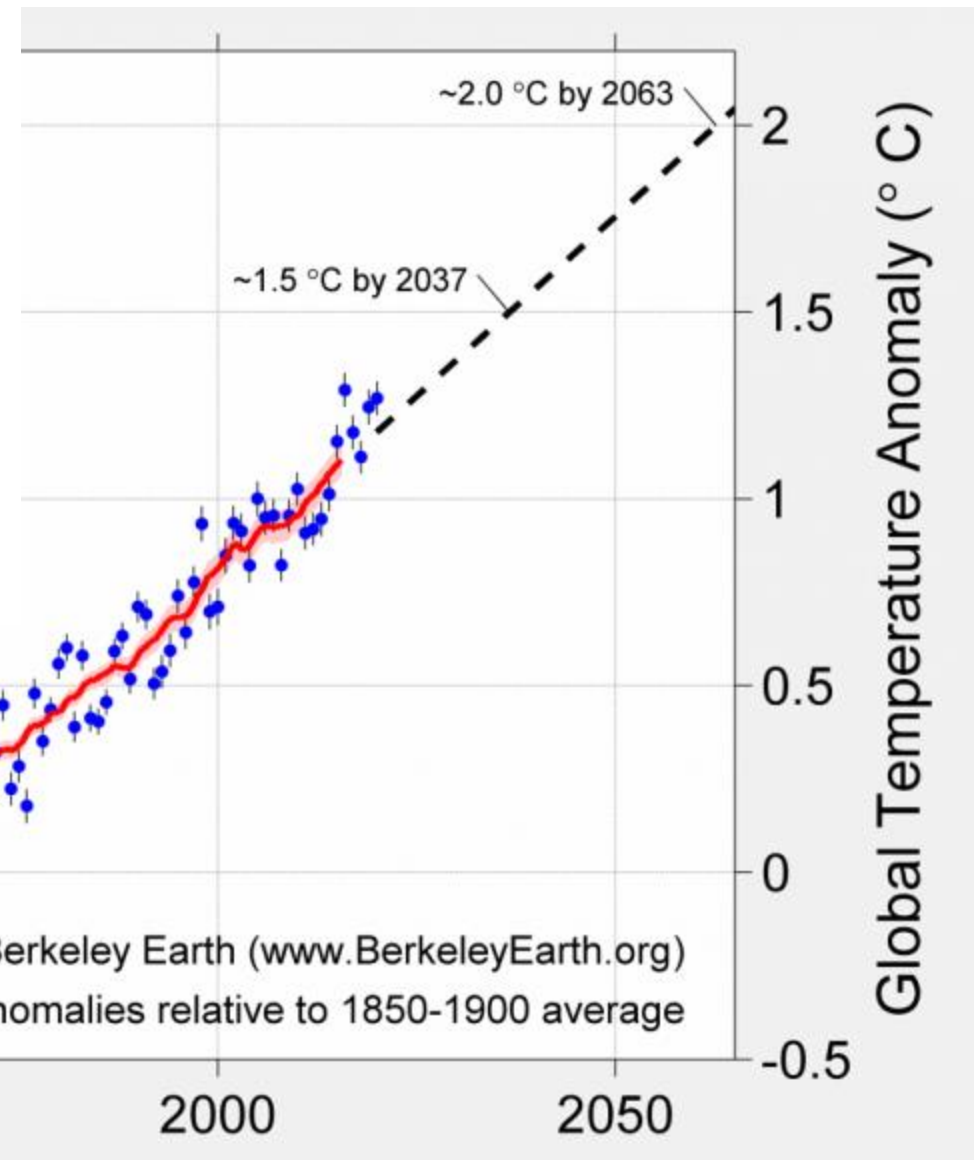 ~2.0 °C by 2063
~1.5 °C by 2037
2
1.5
1
0.5
0
-0.5
Global Temperature Anomaly (° C)
erkeley Earth (www.BerkeleyEarth.org)
nomalies relative to 1850-1900 average
2000
2050